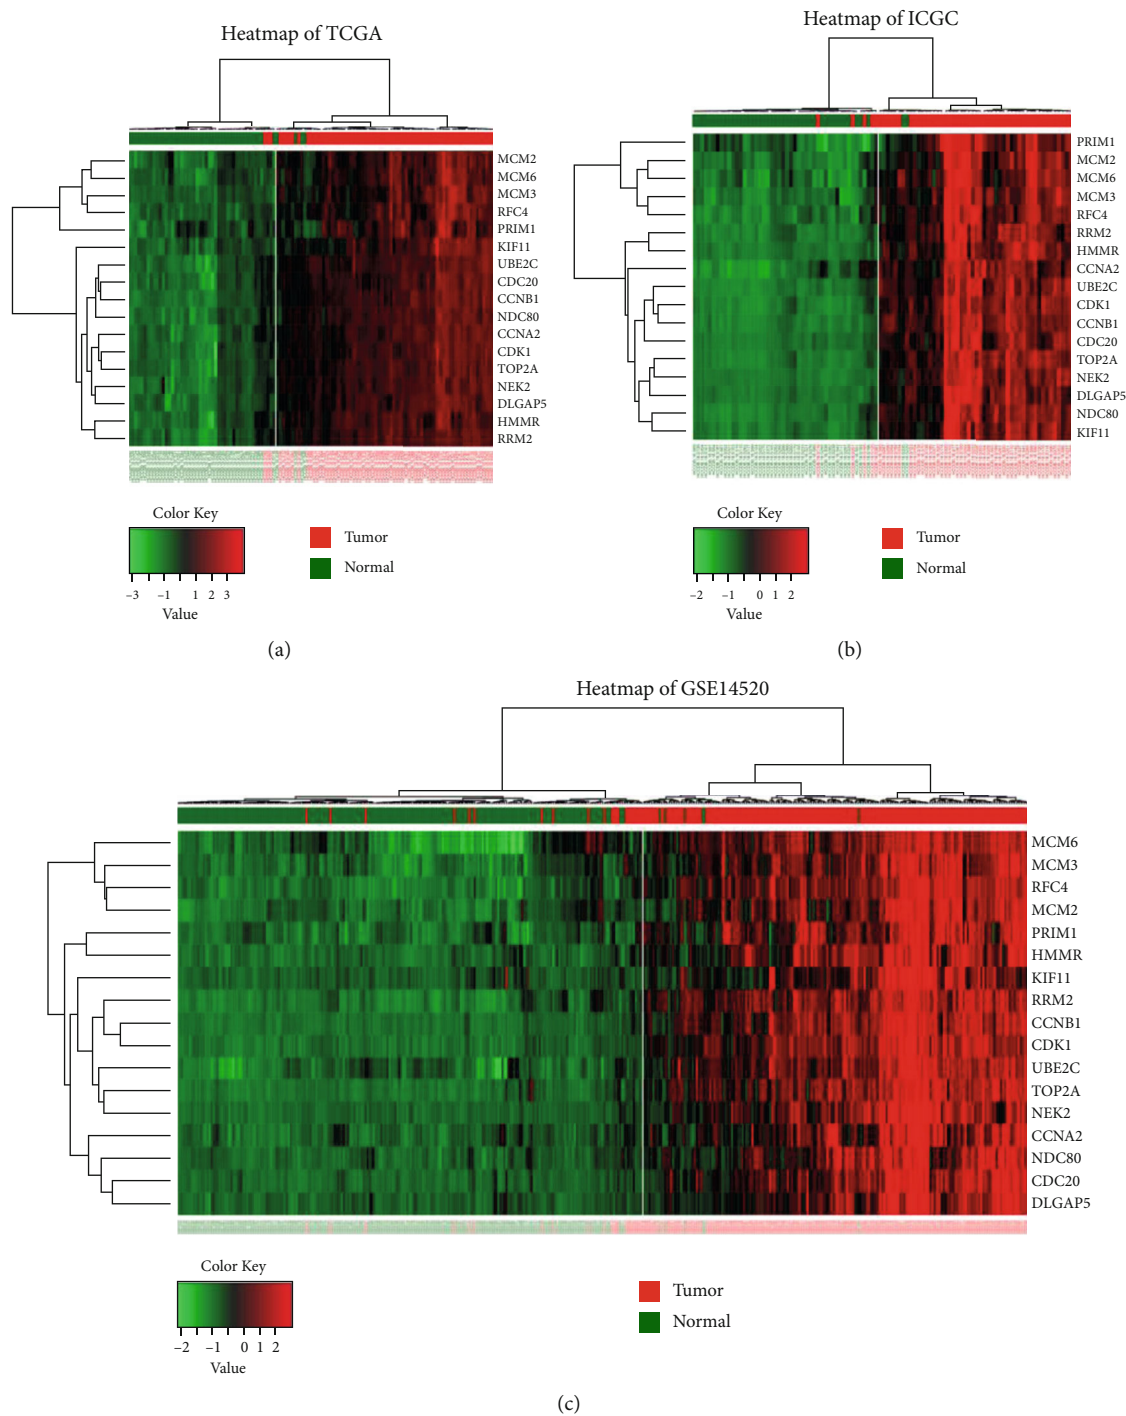 Heatmap of TCGA
MCM2
MCM6
MCM3
RFC4
PRIM1
KIF11
UBE2C
CDC20
CCNB1
NDC80
CCNA2
CDK1
TOP2A
NEK2
DLGAP5
HMMR
RRM2
Color Key
–3 –1 1 2 3
Value
Tumor
Normal
(a)
Heatmap of ICGC
PRIM1
MCM2
MCM6
MCM3
RFC4
RRM2
HMMR
CCNA2
UBE2C
CDK1
CCNB1
CDC20
TOP2A
NEK2
DLGAP5
NDC80
KIF11
Color Key
–2 –1 0 1 2
Value
Tumor
Normal
(b)
Heatmap of GSE14520
MCM6
MCM3
RFC4
MCM2
PRIM1
HMMR
KIF11
RRM2
CCNB1
CDK1
UBE2C
TOP2A
NEK2
CCNA2
NDC80
CDC20
DLGAP5
Color Key
–2 –1 0 1 2
Value
Tumor
Normal
(c)